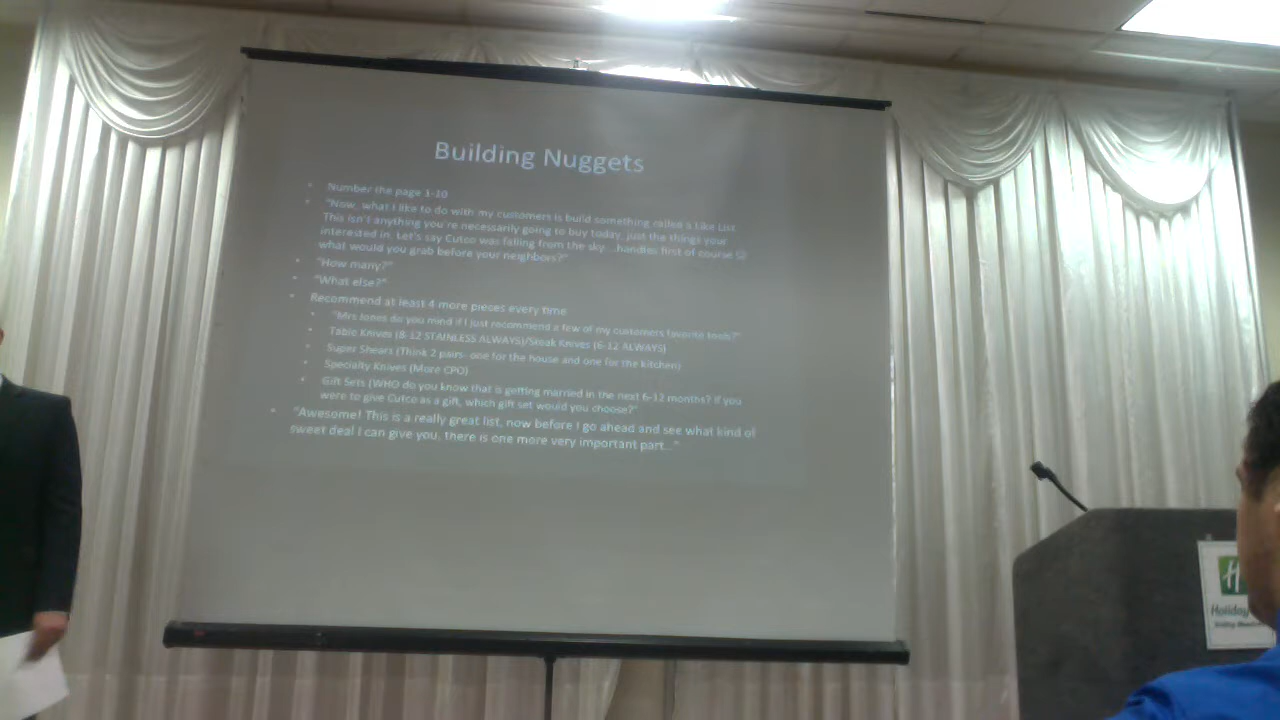 Building Nuggets
Number the page 1-10
"Now, what I like to do with my customers is build something called a Like List
This isn't anything you're necessarily going to buy today, just the things your
interested in. Let's say Cutco was falling from the sky...handles first of course ☺
what would you grab before your neighbors?"
"How many?"
"What else?"
Recommend at least 4 more pieces every time
"Mrs Jones do you mind if I just recommend a few of my customers favorite tools?"
Table Knives (8-12 STAINLESS ALWAYS)/Steak Knives (6-12 ALWAYS)
Super Shears (Think 2 pairs- one for the house and one for the kitchen)
Specialty Knives (More CPO)
Gift Sets (WHO do you know that is getting married in the next 6-12 months? If you
were to give Cutco as a gift, which gift set would you choose?"
"Awesome! This is a really great list, now before I go ahead and see what kind of
sweet deal I can give you, there is one more very important part..."
H
Holiday